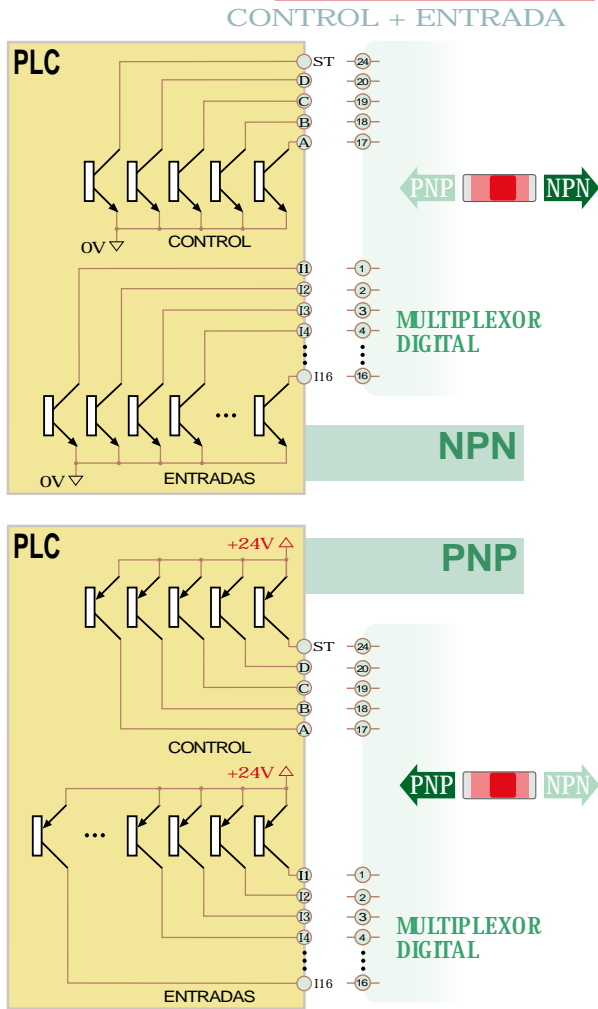 CONTROL + ENTRADA
PLC
ST 24
D 20
C 19
B 18
A 17
PNP NPN
0V
CONTROL
I1 1
I2 2
I3 3
I4 4
MULTIPLEXOR
DIGITAL
I16 16
0V
ENTRADAS
NPN
PLC
+24V
PNP
ST 24
D 20
C 19
B 18
A 17
CONTROL
+24V
PNP NPN
I1 1
I2 2
I3 3
I4 4
MULTIPLEXOR
DIGITAL
I16 16
ENTRADAS